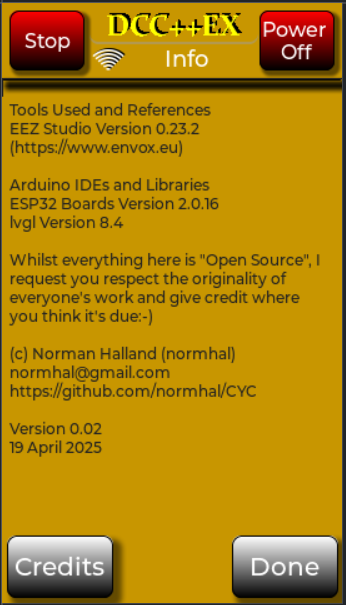 Stop
DCC++EX
Info
Power
Off
Tools Used and References
EEZ Studio Version 0.23.2
(https://www.envox.eu)
Arduino IDEs and Libraries
ESP32 Boards Version 2.0.16
lvgl Version 8.4
Whilst everything here is "Open Source", I
request you respect the originality of
everyone's work and give credit where
you think it's due:-)
(c) Norman Halland (normhal)
normhal@gmail.com
https://github.com/normhal/CYC
Version 0.02
19 April 2025
Credits
Done